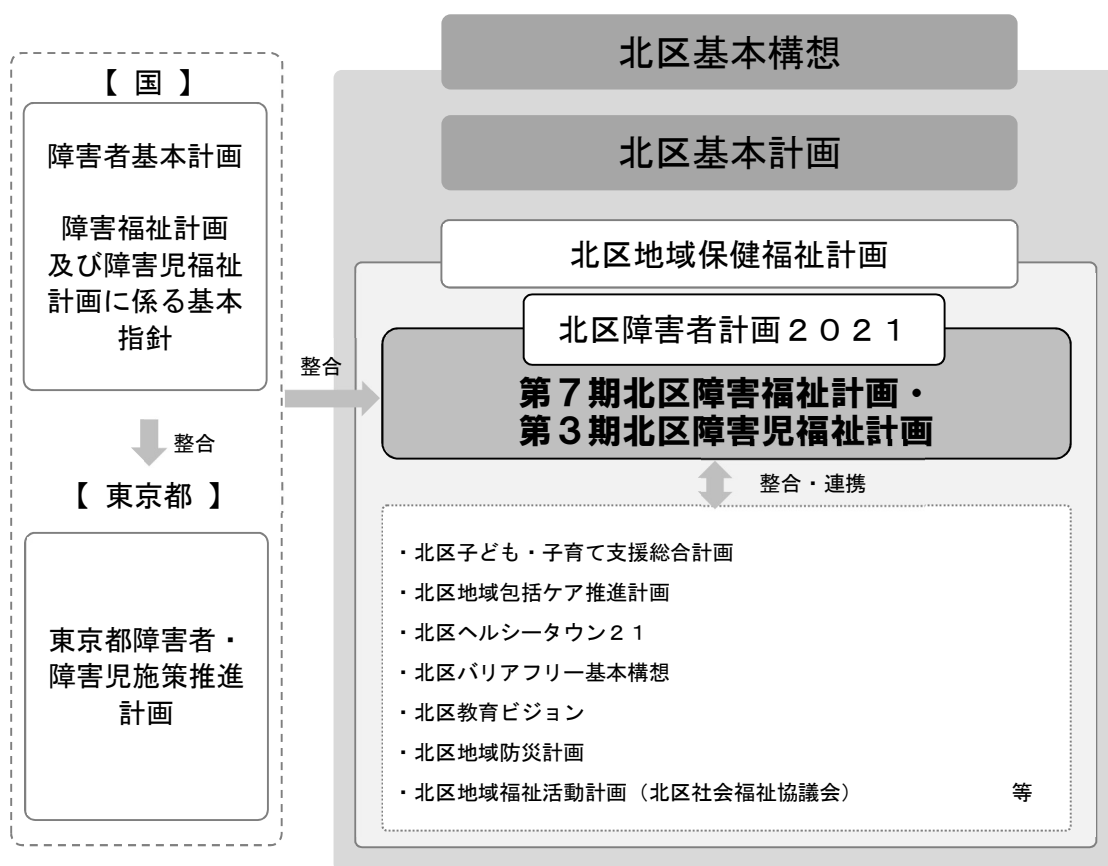 【 国 】
障害者基本計画
障害福祉計画
及び障害児福祉
計画に係る基本
指針
整合
【 東京都 】
東京都障害者・
障害児施策推進
計画
整合
北区基本構想
北区基本計画
北区地域保健福祉計画
北区障害者計画２０２１
第７期北区障害福祉計画・
第３期北区障害児福祉計画
整合・連携
・北区子ども・子育て支援総合計画
・北区地域包括ケア推進計画
・北区ヘルシータウン２１
・北区バリアフリー基本構想
・北区教育ビジョン
・北区地域防災計画
・北区地域福祉活動計画（北区社会福祉協議会） 等